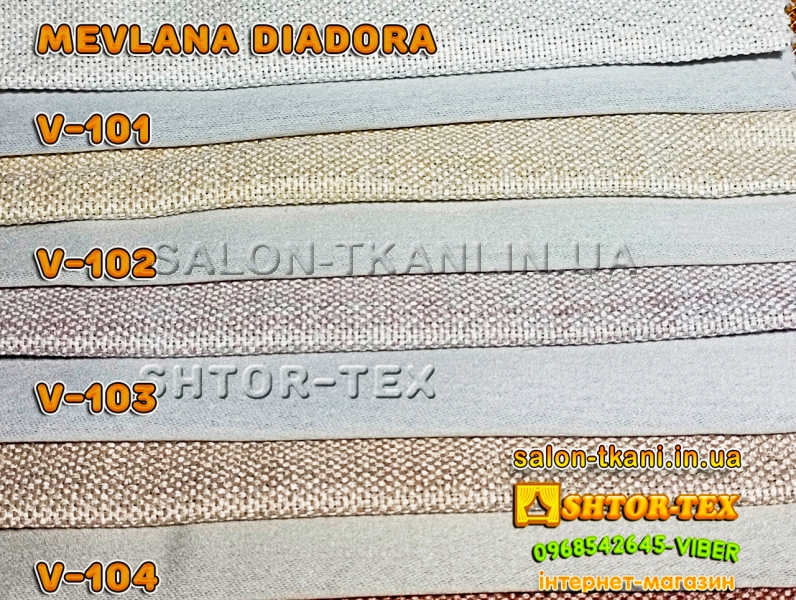 MEVLANA DIADORA
V-101
V-102
SALON-TKANI.IN.UA
V-103
SHTOR-TEX
salon-tkani.in.ua
SHTOR-TEX
0968542645-VIBER
V-104
інтернет-магазин